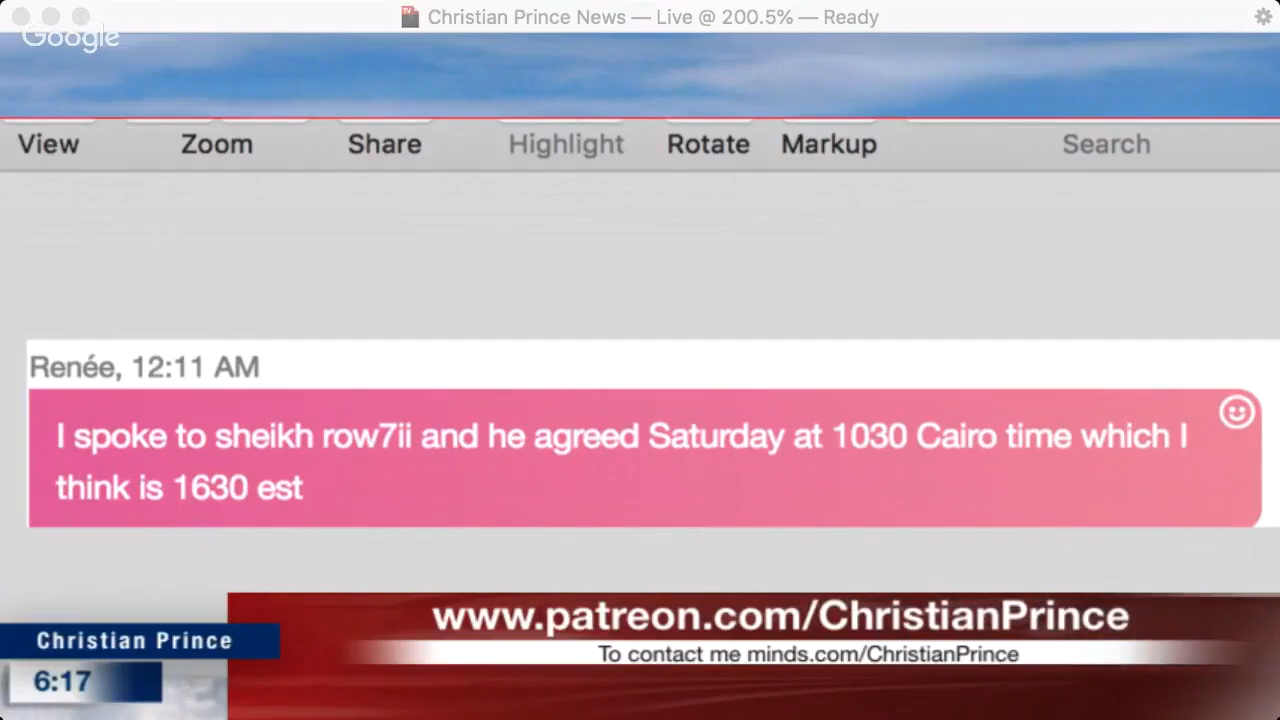 Christian Prince News — Live @ 200.5% — Ready
Google
View Zoom Share Highlight Rotate Markup Search
Renée, 12:11 AM
I spoke to sheikh row7ii and he agreed Saturday at 1030 Cairo time which I
think is 1630 est
www.patreon.com/ChristianPrince
Christian Prince
To contact me minds.com/ChristianPrince
6:17